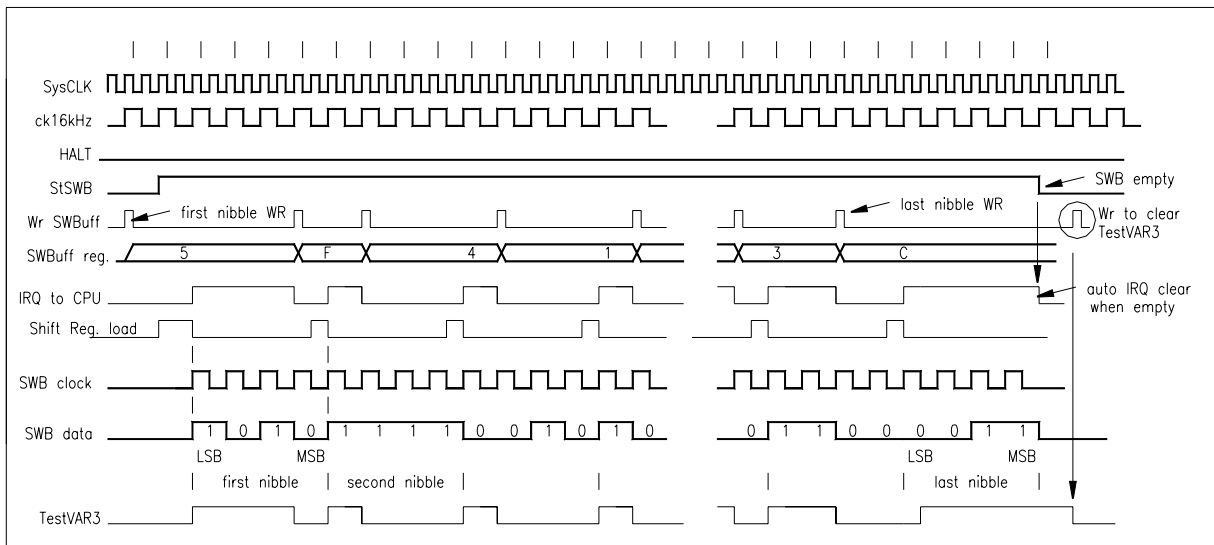 SysCLK
ck16kHz
HALT
StSWB
SWB empty
Wr SWBuff
first nibble WR
last nibble WR
Wr to clear
TestVAR3
SWBuff reg.
5 F 4 1 3 C
IRQ to CPU
auto IRQ clear
when empty
Shift Reg. load
SWB clock
SWB data
1 0 1 0 1 1 1 1 0 0 1 0 1 0 0 1 1 0 0 0 0 1 1
LSB MSB LSB MSB
first nibble second nibble last nibble
TestVAR3